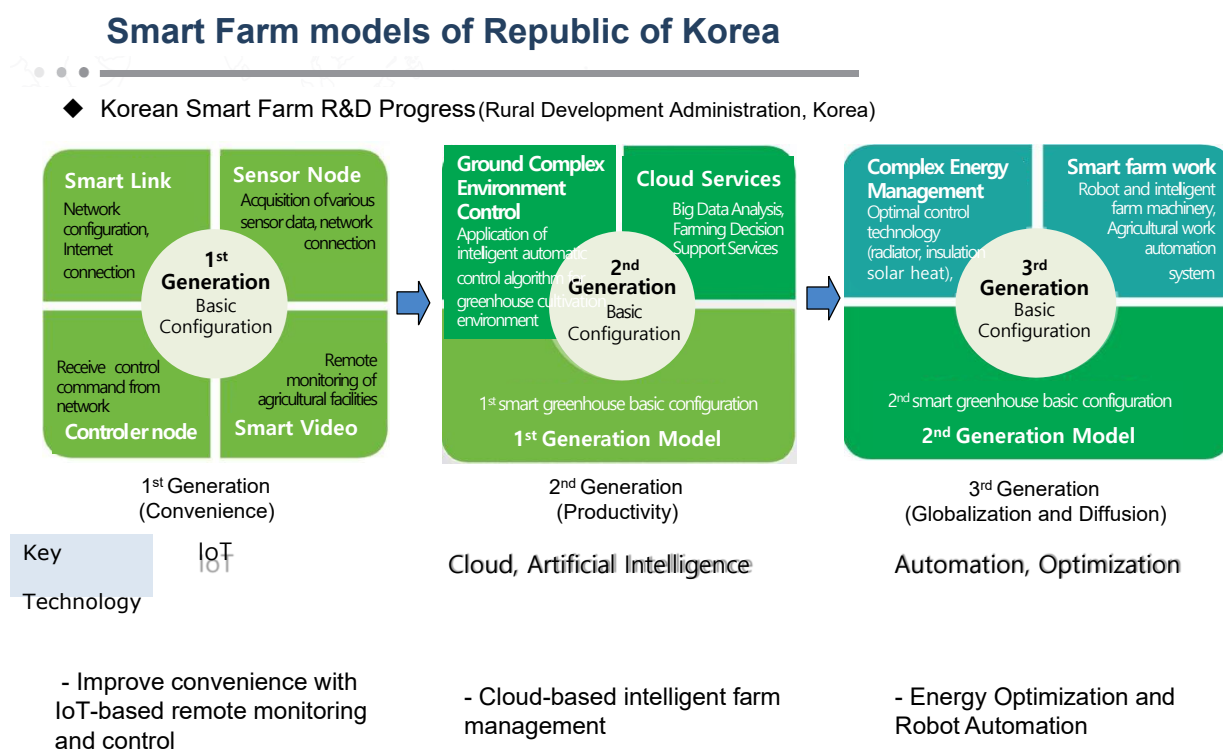 Smart Farm models of Republic of Korea
◆ Korean Smart Farm R&D Progress (Rural Development Administration, Korea)
Smart Link
Network
configuration,
Internet
connection
Sensor Node
Acquisition of various
sensor data, network
connection
1st
Generation
Basic
Configuration
Receive control
command from
network
Controler node
Remote
monitoring of
agricultural facilities
Smart Video
Ground Complex
Environment
Control
Application of
inteligent automatic
control algorithm for
greenhouse cultivation
environment
Cloud Services
Big Data Analysis,
Farming Decision
Support Services
2nd
Generation
Basic
Configuration
1st smart greenhouse basic configuration
1st Generation Model
Complex Energy
Management
Optimal control
technology
(radiator, insulation
solar heat),
Smart farm work
Robot and inteligent
farm machinery,
Agricultural work
automation
system
3rd
Generation
Basic
Configuration
2nd smart greenhouse basic configuration
2nd Generation Model
1st Generation
(Convenience)
2nd Generation
(Productivity)
3rd Generation
(Globalization and Diffusion)
Key
Technology
IoT
Cloud, Artificial Intelligence
Automation, Optimization
- Improve convenience with
IoT-based remote monitoring
and control
- Cloud-based intelligent farm
management
- Energy Optimization and
Robot Automation